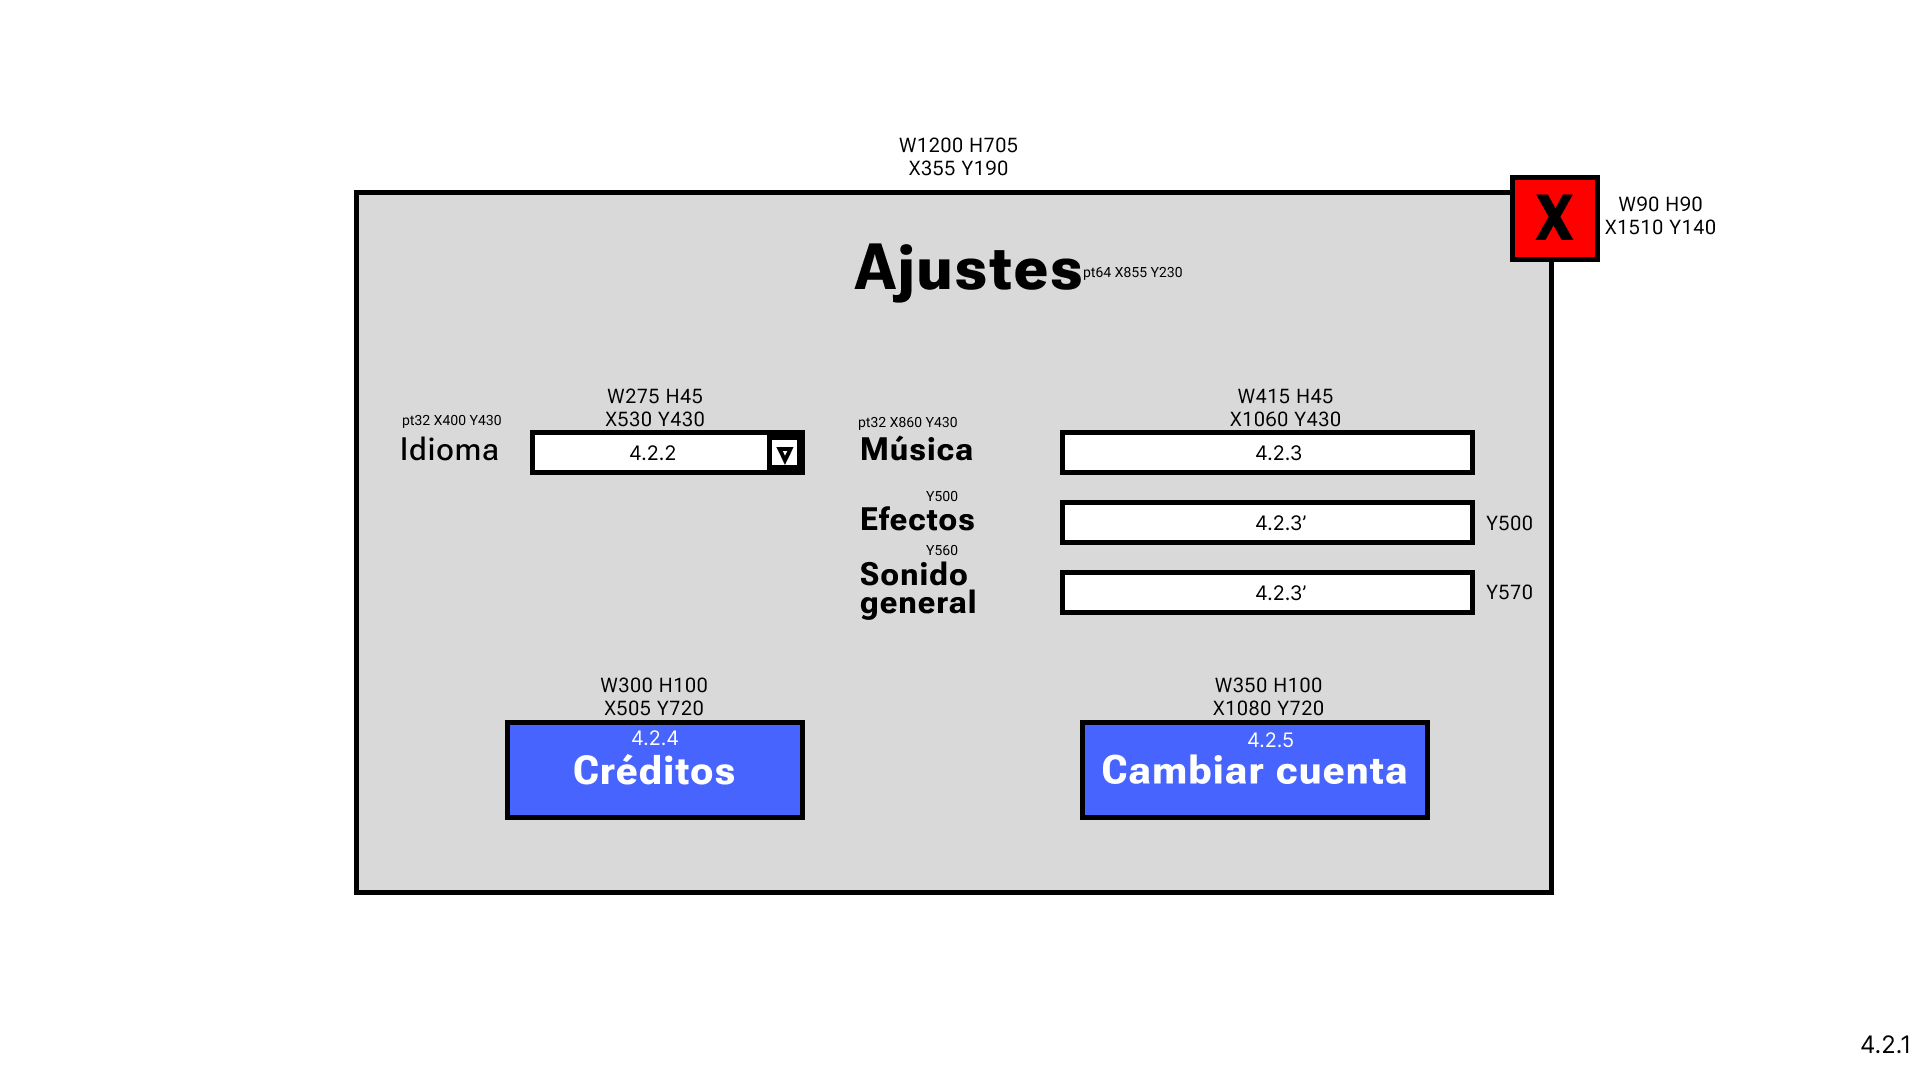 W1200 H705
X355 Y190
X
W90 H90
X1510 Y140
Ajustes
pt64 X855 Y230
pt32 X400 Y430
Idioma
W275 H45
X530 Y430
4.2.2
pt32 X860 Y430
Música
W415 H45
X1060 Y430
4.2.3
Y500
Efectos
4.2.3’
Y500
Y560
Sonido
general
4.2.3’
Y570
W300 H100
X505 Y720
4.2.4
Créditos
W350 H100
X1080 Y720
4.2.5
Cambiar cuenta
4.2.1